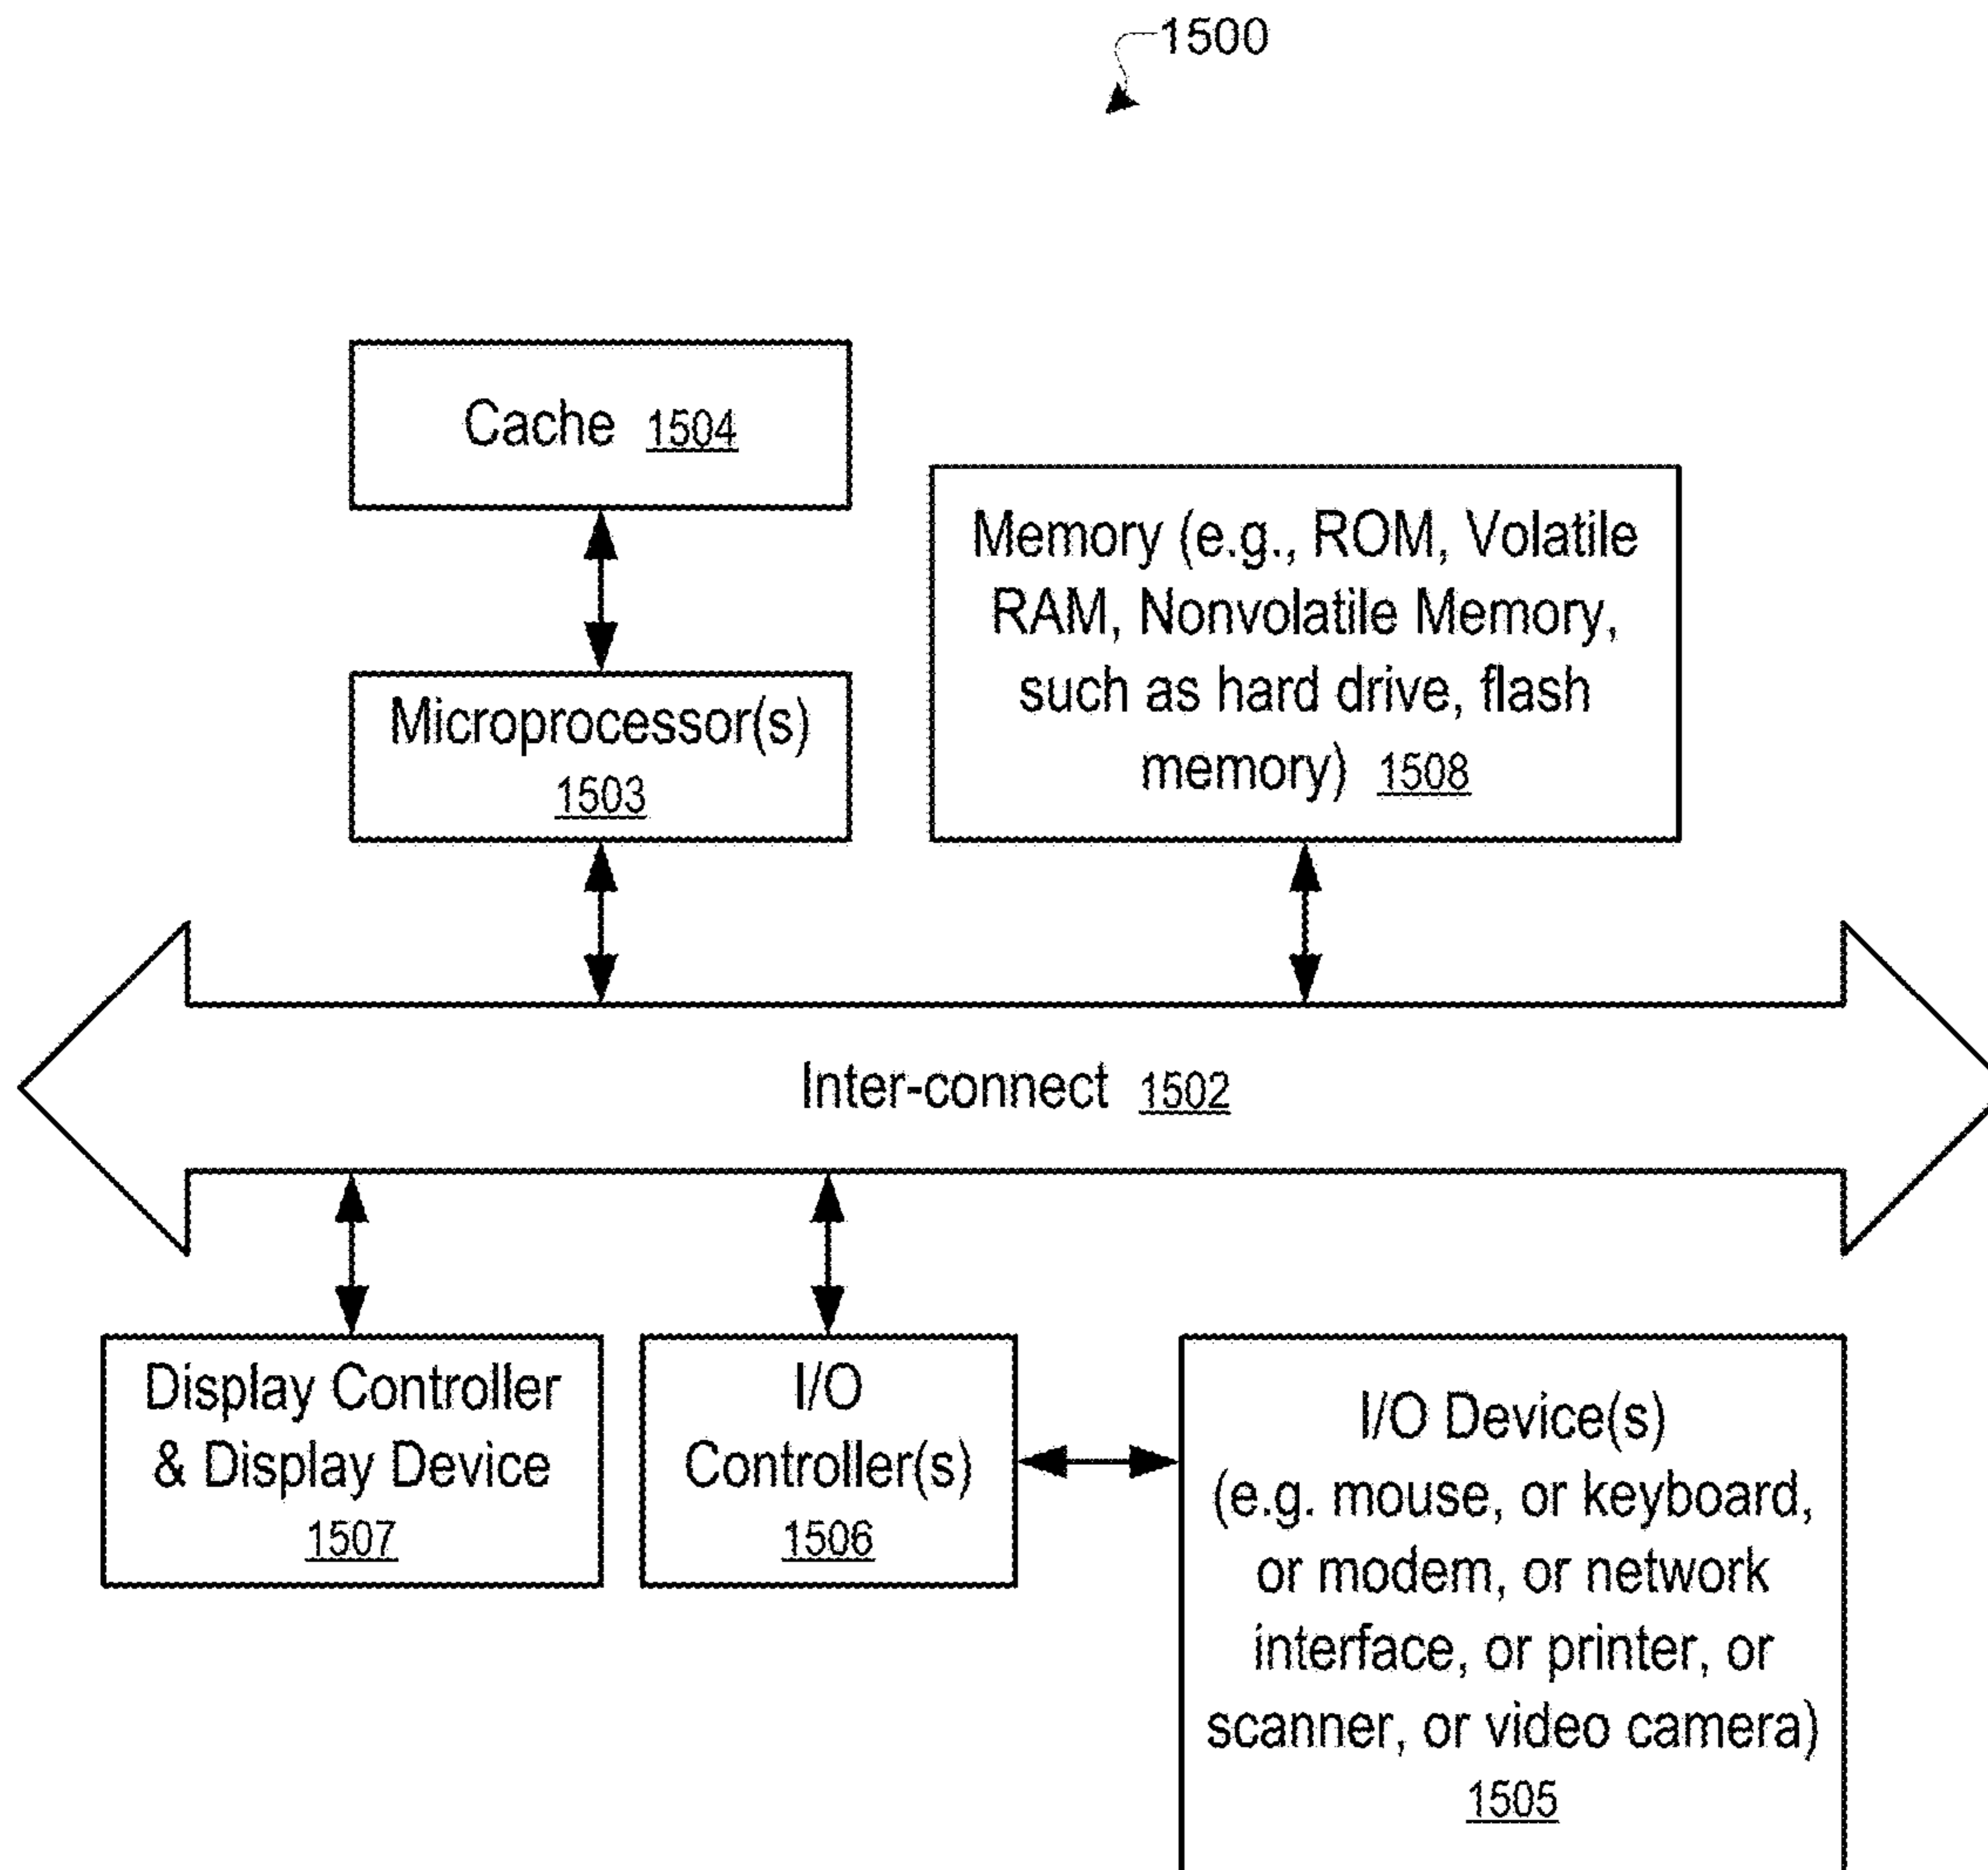 1500
Cache 1504
Microprocessor(s)
1503
Memory (e.g., ROM, Volatile
RAM, Nonvolatile Memory,
such as hard drive, flash
memory) 1508
Inter-connect 1502
Display Controller
& Display Device
1507
I/O
Controller(s)
1506
I/O Device(s)
(e.g. mouse, or keyboard,
or modem, or network
interface, or printer, or
scanner, or video camera)
1505